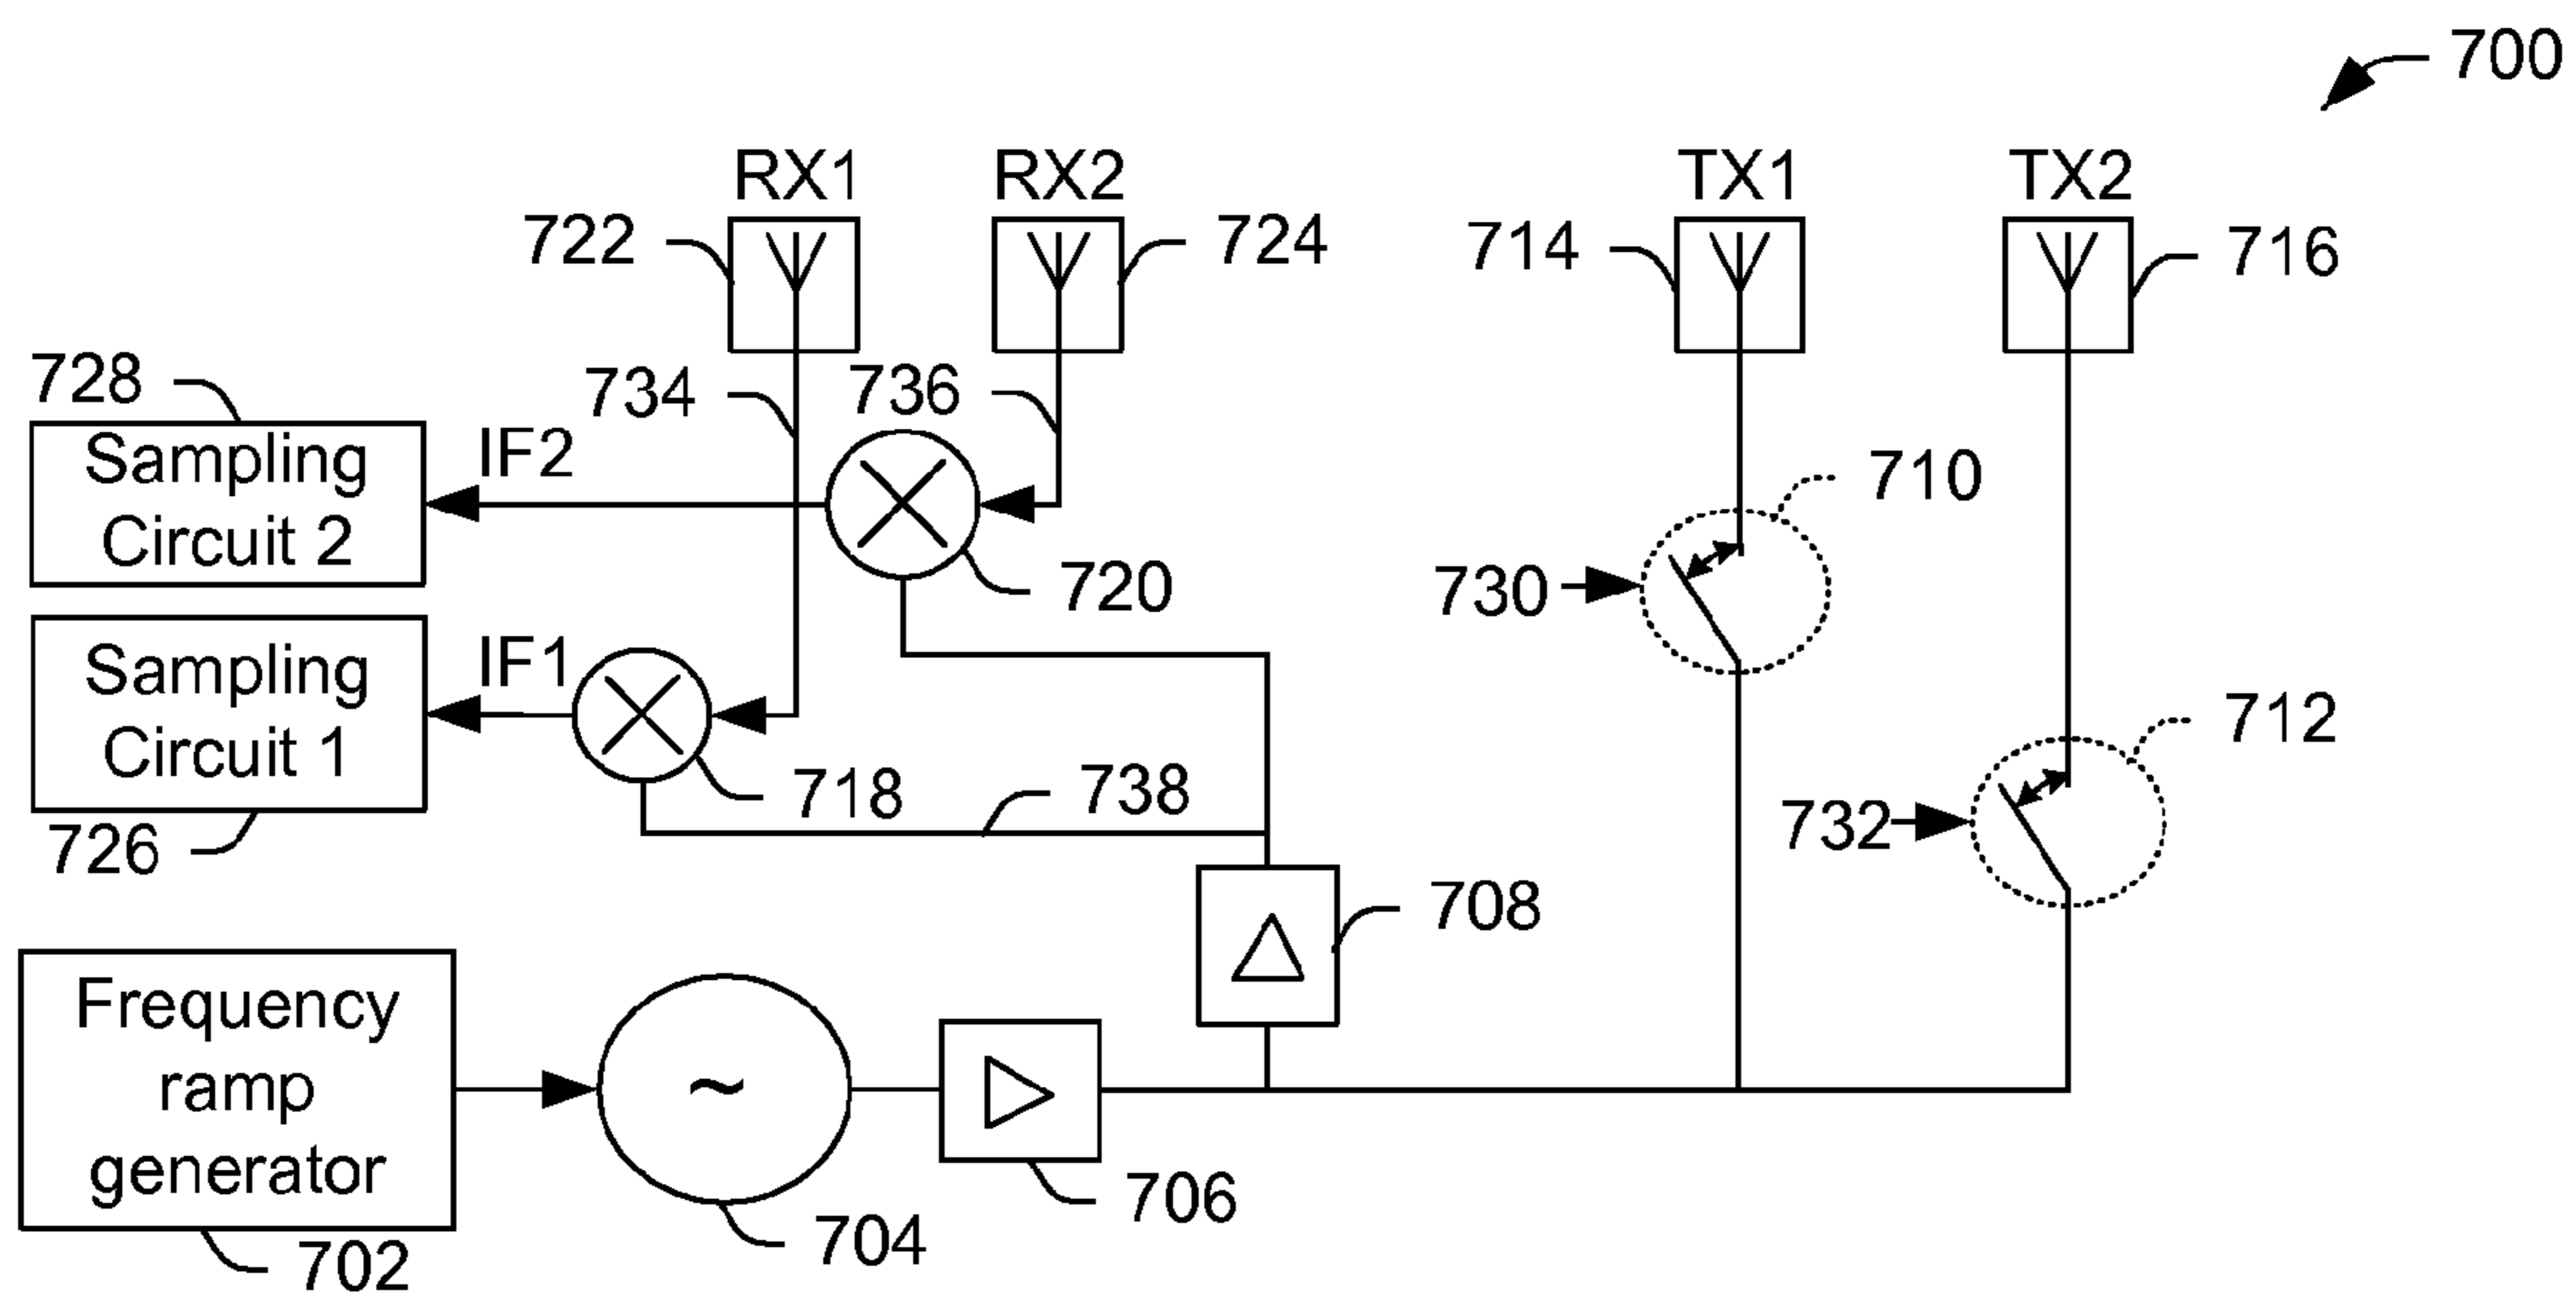 700
RX1
RX2
TX1
TX2
722
724
714
716
728
734
736
Sampling
Circuit 2
IF2
710
720
730
Sampling
Circuit 1
IF1
712
718
738
732
726
708
Frequency
ramp
generator
~
706
704
702